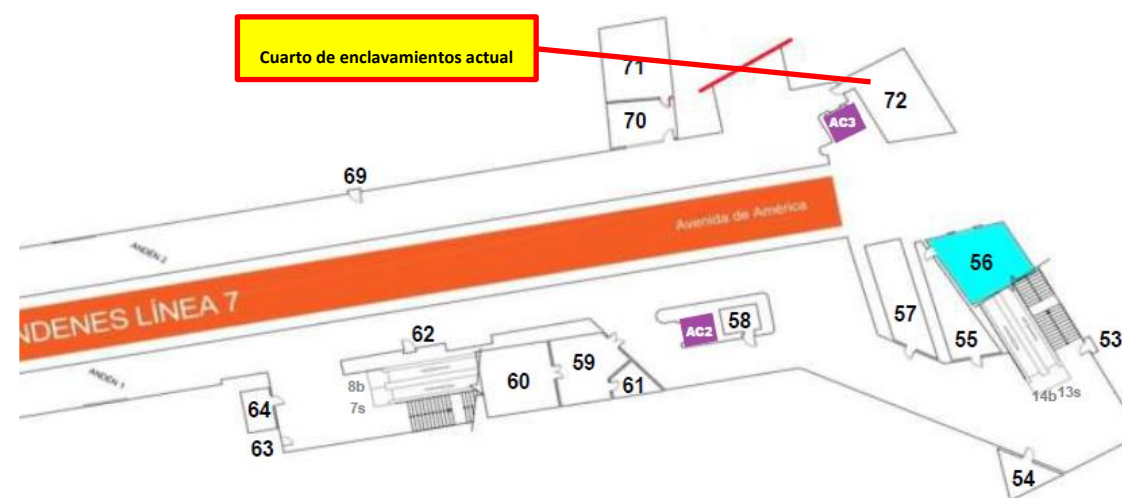 Cuarto de enclavamientos actual
71
72
70
AC3
69
Avenida de América
ANDÉN 2
56
NDENES LÍNEA 7
57
58
62
AC2
53
59
55
ANDÉN 1
60
8b
61
14b
13s
64
7s
63
54